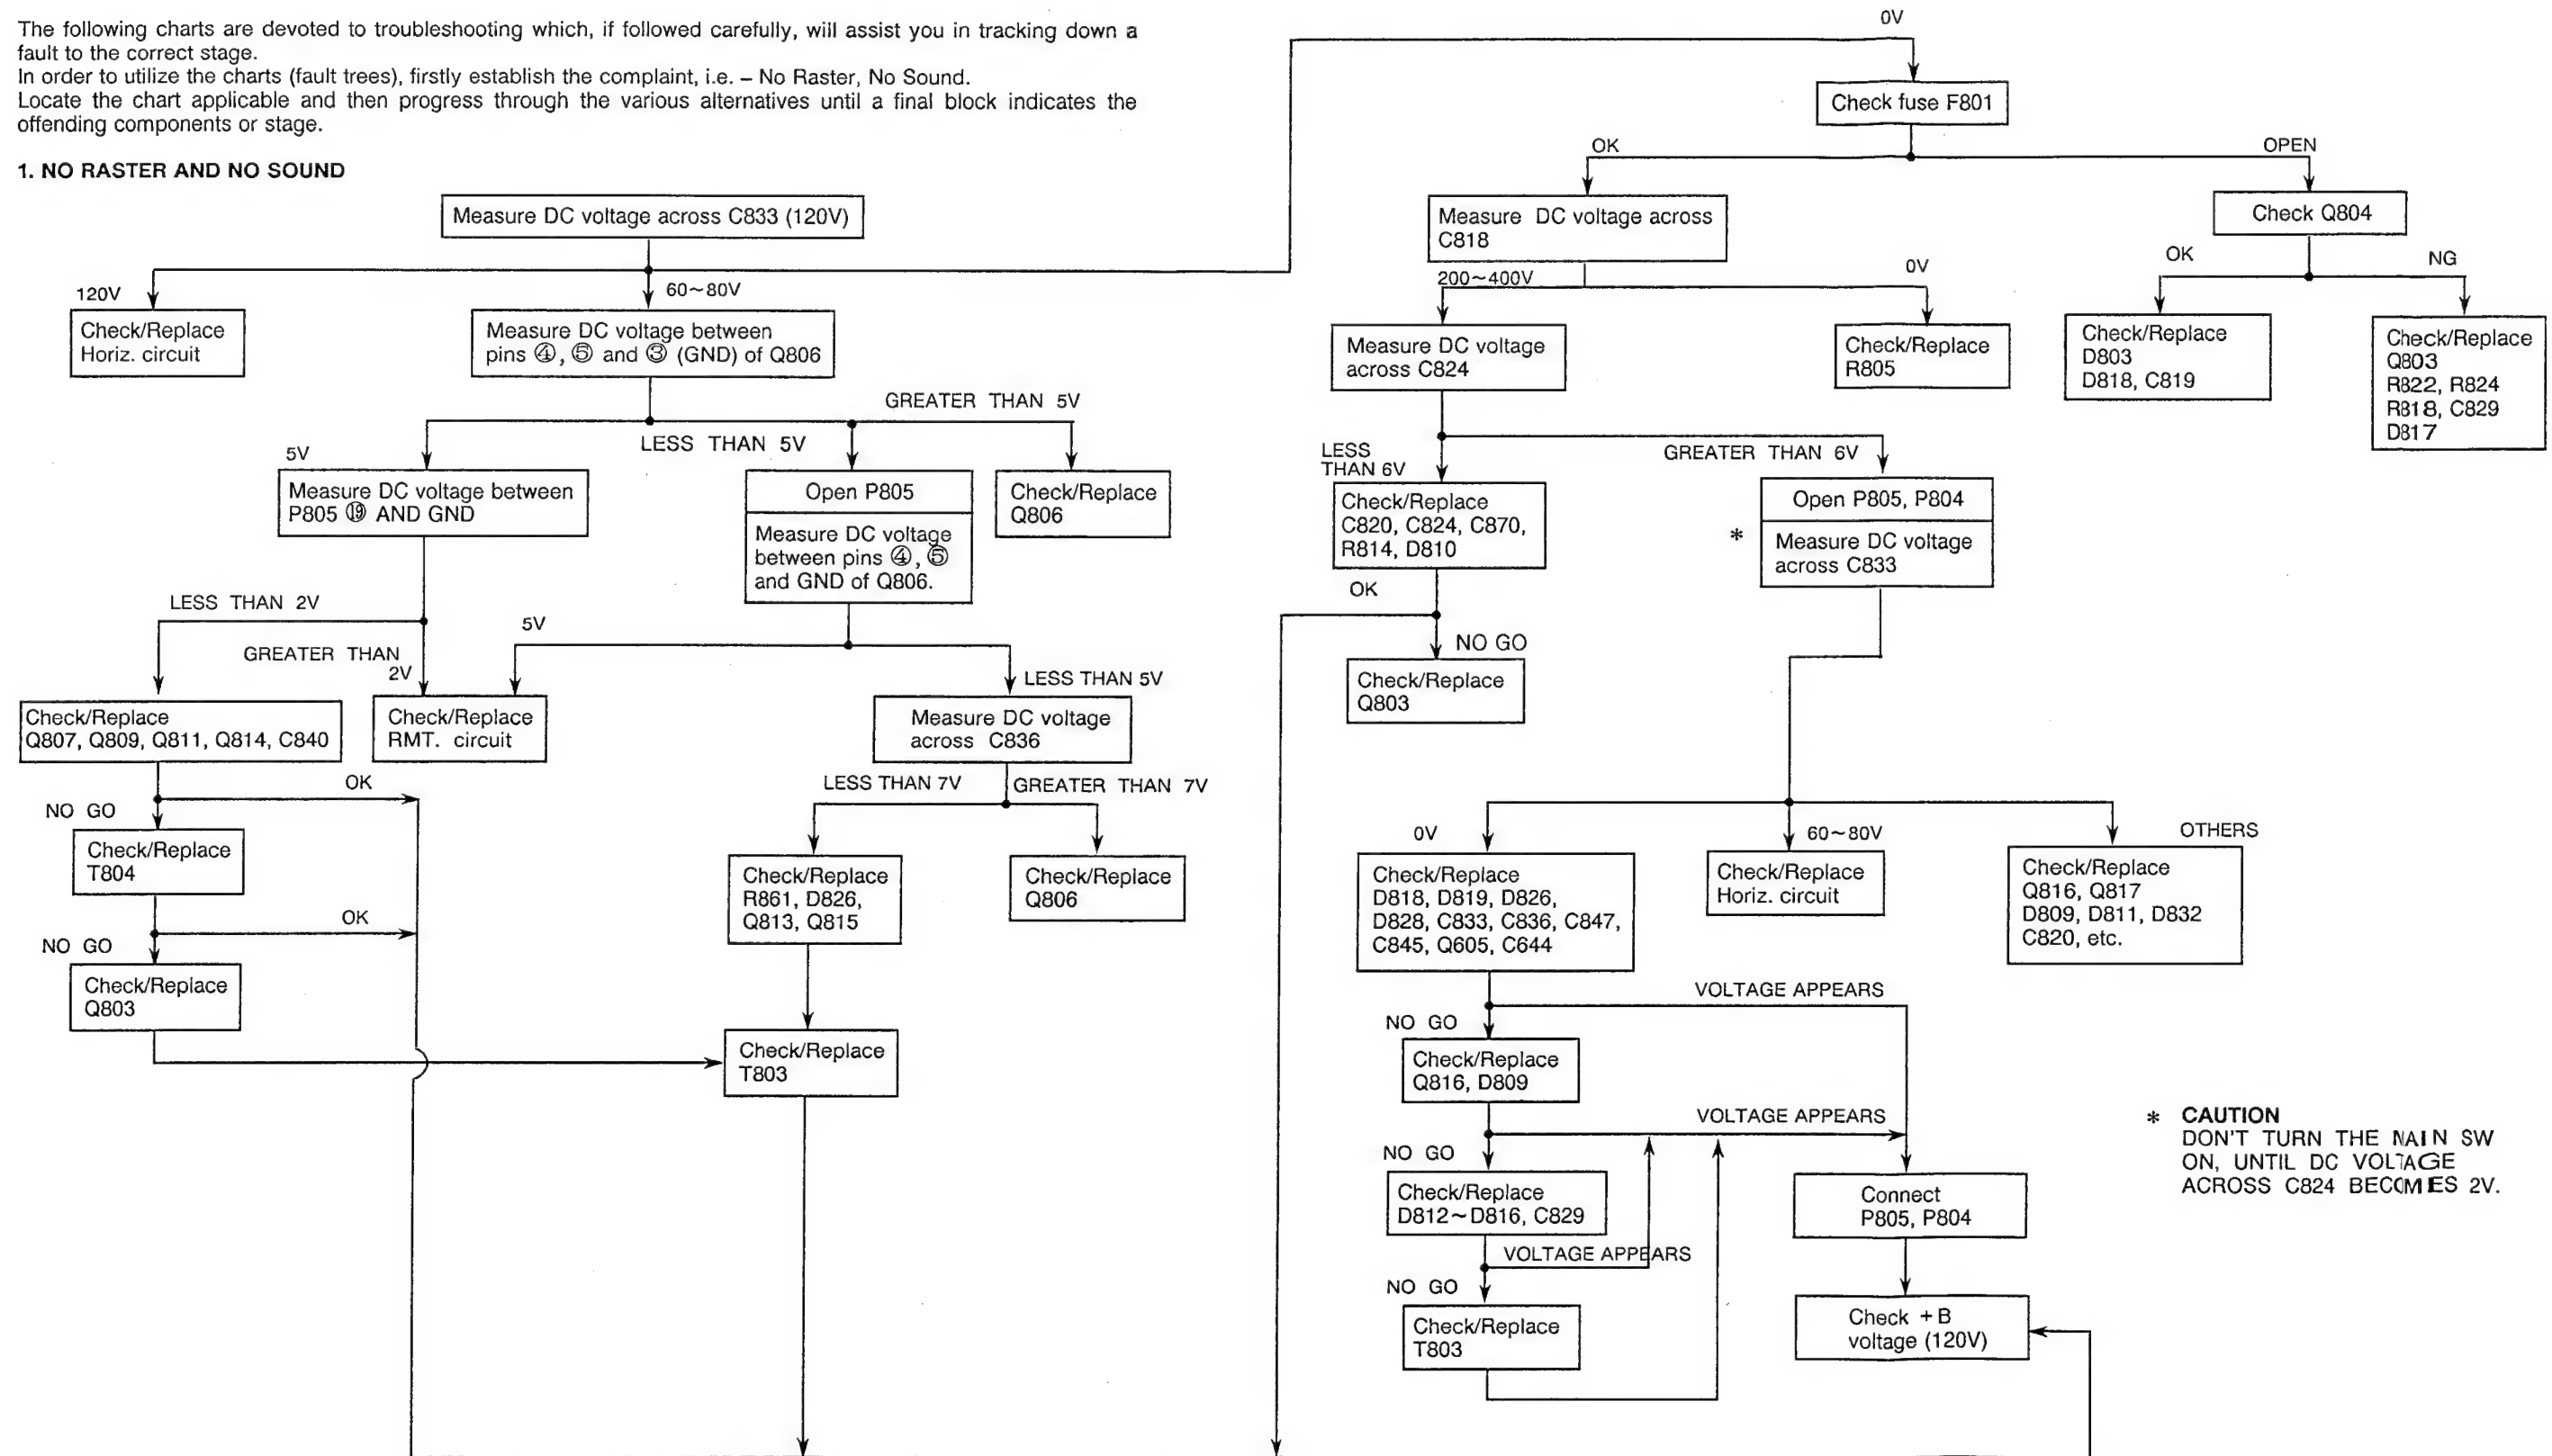 The following charts are devoted to troubleshooting which, if followed carefully, will assist you in tracking down a
fault to the correct stage.
In order to utilize the charts (fault trees), firstly establish the complaint, i.e. – No Raster, No Sound.
Locate the chart applicable and then progress through the various alternatives until a final block indicates the
offending components or stage.
1. NO RASTER AND NO SOUND
Measure DC voltage across C833 (120V)
120V
60~80V
0V
Check/Replace
Horiz. circuit
Measure DC voltage between
pins ④, ⑤ and ③ (GND) of Q806
5V
LESS THAN 5V
GREATER THAN 5V
Measure DC voltage between
P805 ⑲ AND GND
Open P805
Measure DC voltage
between pins ④, ⑤
and GND of Q806.
Check/Replace
Q806
LESS THAN 2V
GREATER THAN
2V
5V
LESS THAN 5V
Check/Replace
Q807, Q809, Q811, Q814, C840
Check/Replace
RMT. circuit
Measure DC voltage
across C836
OK
NO GO
LESS THAN 7V
GREATER THAN 7V
Check/Replace
T804
Check/Replace
R861, D826,
Q813, Q815
Check/Replace
Q806
OK
NO GO
Check/Replace
Q803
Check/Replace
T803
Check fuse F801
OK
OPEN
Measure DC voltage across
C818
Check Q804
200~400V
0V
OK
NG
Measure DC voltage
across C824
Check/Replace
R805
Check/Replace
D803
D818, C819
Check/Replace
Q803
R822, R824
R818, C829
D817
LESS
THAN 6V
GREATER THAN 6V
Check/Replace
C820, C824, C870,
R814, D810
Open P805, P804
*
Measure DC voltage
across C833
OK
NO GO
Check/Replace
Q803
0V
60~80V
OTHERS
Check/Replace
D818, D819, D826,
D828, C833, C836, C847,
C845, Q605, C644
Check/Replace
Horiz. circuit
Check/Replace
Q816, Q817
D809, D811, D832
C820, etc.
VOLTAGE APPEARS
NO GO
Check/Replace
Q816, D809
VOLTAGE APPEARS
NO GO
Check/Replace
D812~D816, C829
VOLTAGE APPEARS
NO GO
Check/Replace
T803
Connect
P805, P804
Check +B
voltage (120V)
* CAUTION
DON'T TURN THE MAIN SW
ON, UNTIL DC VOLTAGE
ACROSS C824 BECOMES 2V.